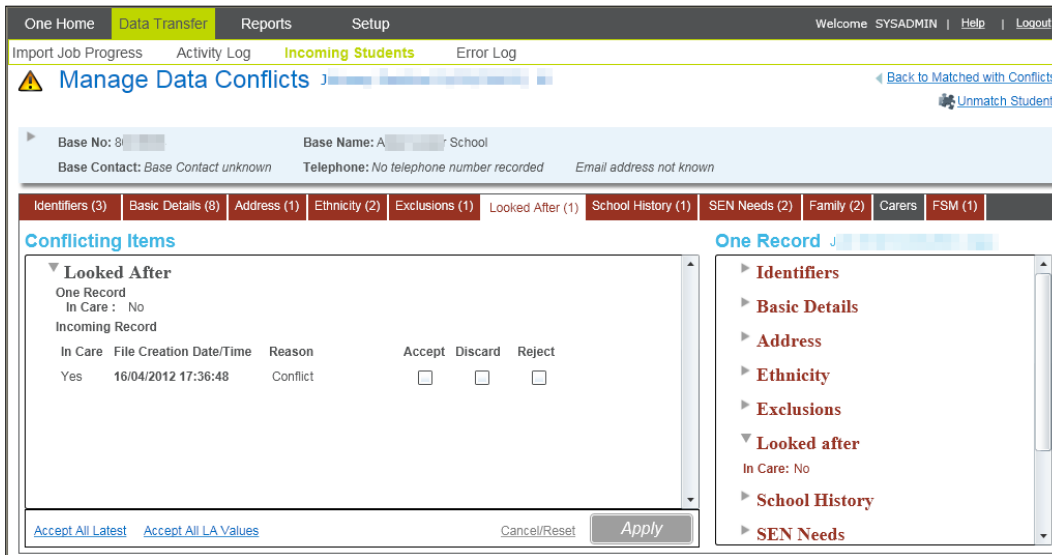 One Home Data Transfer Reports Setup Welcome SYSADMIN | Help | Logout
Import Job Progress Activity Log Incoming Students Error Log
Manage Data Conflicts
Back to Matched with Conflicts
Unmatch Student
Base No: Base Name: School
Base Contact: Base Contact unknown Telephone: No telephone number recorded Email address not known
Identifiers (3) Basic Details (8) Address (1) Ethnicity (2) Exclusions (1) Looked After (1) School History (1) SEN Needs (2) Family (2) Carers FSM (1)
Conflicting Items One Record
Looked After
One Record
In Care : No
Incoming Record
In Care File Creation Date/Time Reason Accept Discard Reject
Yes 16/04/2012 17:36:48 Conflict
Accept All Latest Accept All LA Values Cancel/Reset Apply
Identifiers
Basic Details
Address
Ethnicity
Exclusions
Looked after
In Care: No
School History
SEN Needs